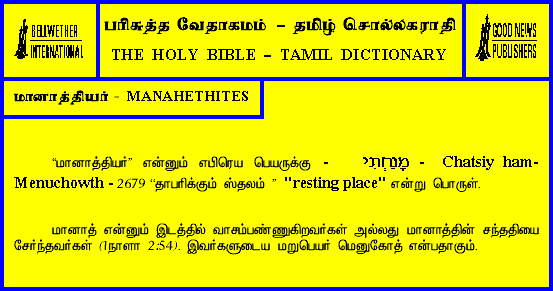 BELLWETHER
INTERNATIONAL
பரிசுத்த வேதாகமம் – தமிழ் சொல்லகராதி
THE HOLY BIBLE – TAMIL DICTIONARY
GOOD NEWS
PUBLISHERS
மானாத்தியர் - MANAHETHITES
“மானாத்தியர்” என்னும் எபிரெய பெயருக்கு - מָנַחְתִּי - Chatsiy ham-
Menuchowth - 2679 “தாபரிக்கும் ஸ்தலம் ” "resting place" என்று பொருள்.
மானாத் என்னும் இடத்தில் வாசம்பண்ணுகிறவர்கள் அல்லது மானாத்தின் சந்ததியை
சேர்ந்தவர்கள் (1நாளா 2:54). இவர்களுடைய மறுபெயர் மெனுகோத் என்பதாகும்.